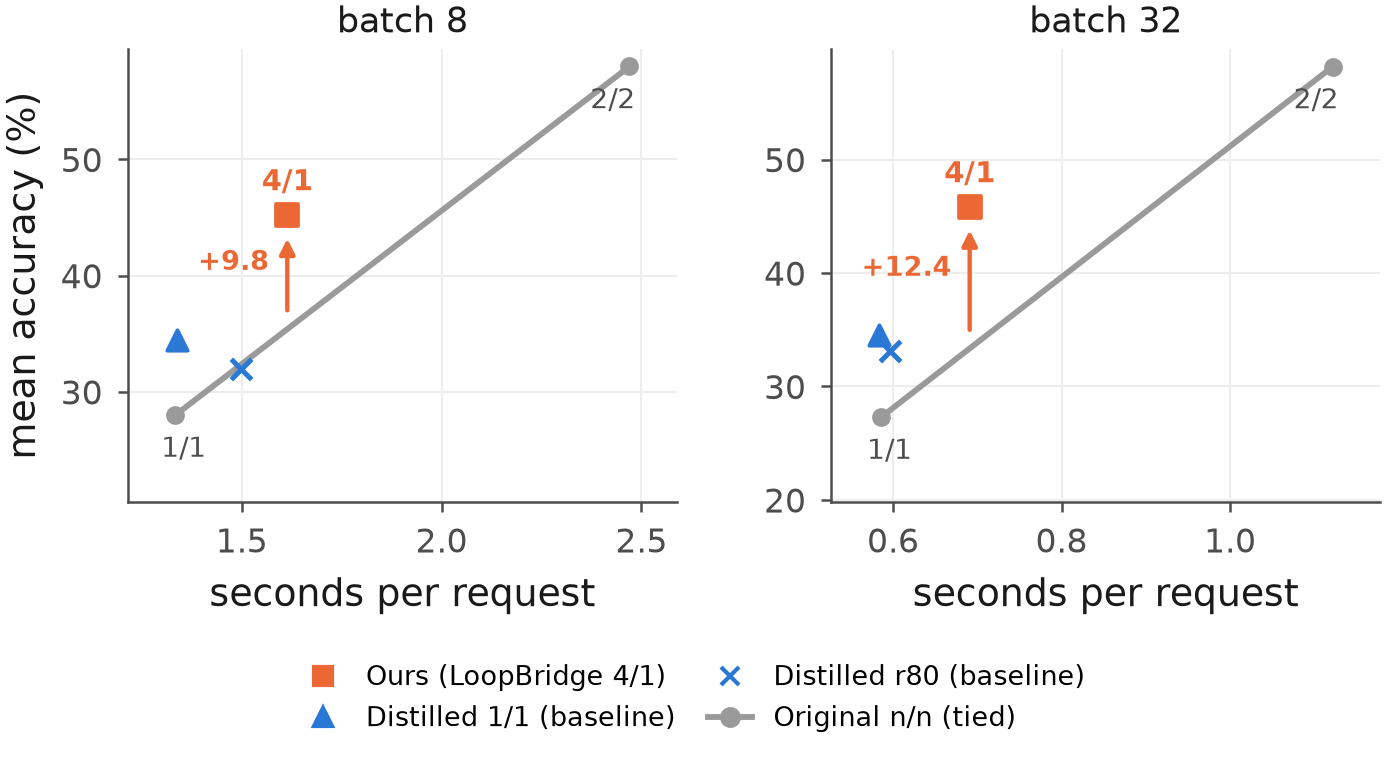 batch 8
batch 32
mean accuracy (%)
50
40
30
2/2
4/1
+9.8
1/1
1.5
2.0
2.5
seconds per request
50
40
30
20
2/2
4/1
+12.4
1/1
0.6
0.8
1.0
seconds per request
Ours (LoopBridge 4/1)
Distilled r80 (baseline)
Distilled 1/1 (baseline)
Original n/n (tied)